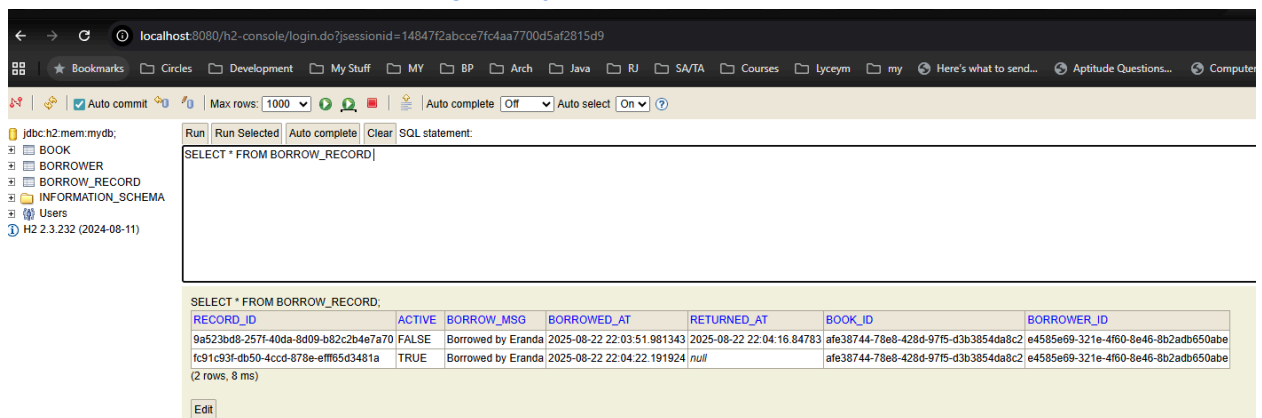 localhost:8080/h2-console/login.do?jsessionid=14847f2abcce7fc4aa7700d5af2815d9
Bookmarks Circles Development My Stuff MY BP Arch Java RJ SA/TA Courses Lyceym my Here's what to send... Aptitude Questions... Computer
Auto commit Max rows: 1000 Auto complete Off Auto select On
jdbc:h2:mem:mydb;
BOOK
BORROWER
BORROW_RECORD
INFORMATION_SCHEMA
Users
H2 2.3.232 (2024-08-11)
Run Run Selected Auto complete Clear SQL statement:
SELECT * FROM BORROW_RECORD
SELECT * FROM BORROW_RECORD;
RECORD_ID ACTIVE BORROW_MSG BORROWED_AT RETURNED_AT BOOK_ID BORROWER_ID
9a523bd8-257f-40da-8d09-b82c2b4e7a70 FALSE Borrowed by Eranda 2025-08-22 22:03:51.981343 2025-08-22 22:04:16.84783 afe38744-78e8-428d-97f5-d3b3854da8c2 e4585e69-321e-4f60-8e46-8b2adb650abe
fc91c93f-db50-4ccd-878e-efff65d3481a TRUE Borrowed by Eranda 2025-08-22 22:04:22.191924 null afe38744-78e8-428d-97f5-d3b3854da8c2 e4585e69-321e-4f60-8e46-8b2adb650abe
(2 rows, 8 ms)
Edit